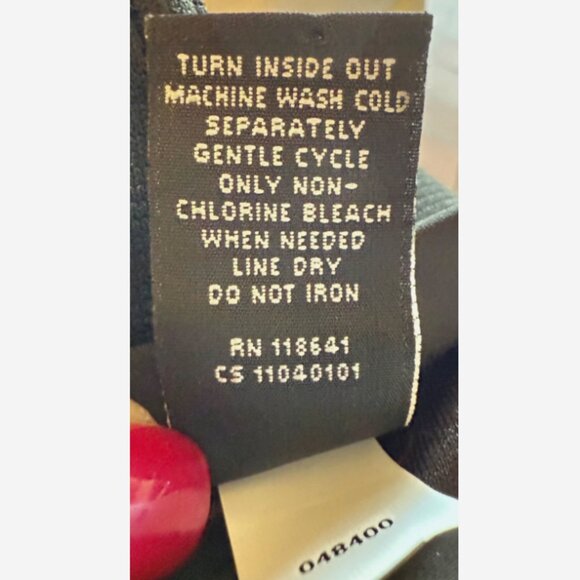 TURN INSIDE OUT
MACHINE WASH COLD
SEPARATELY
GENTLE CYCLE
ONLY NON-
CHLORINE BLEACH
WHEN NEEDED
LINE DRY
DO NOT IRON
RN 118641
CS 11040101
048400